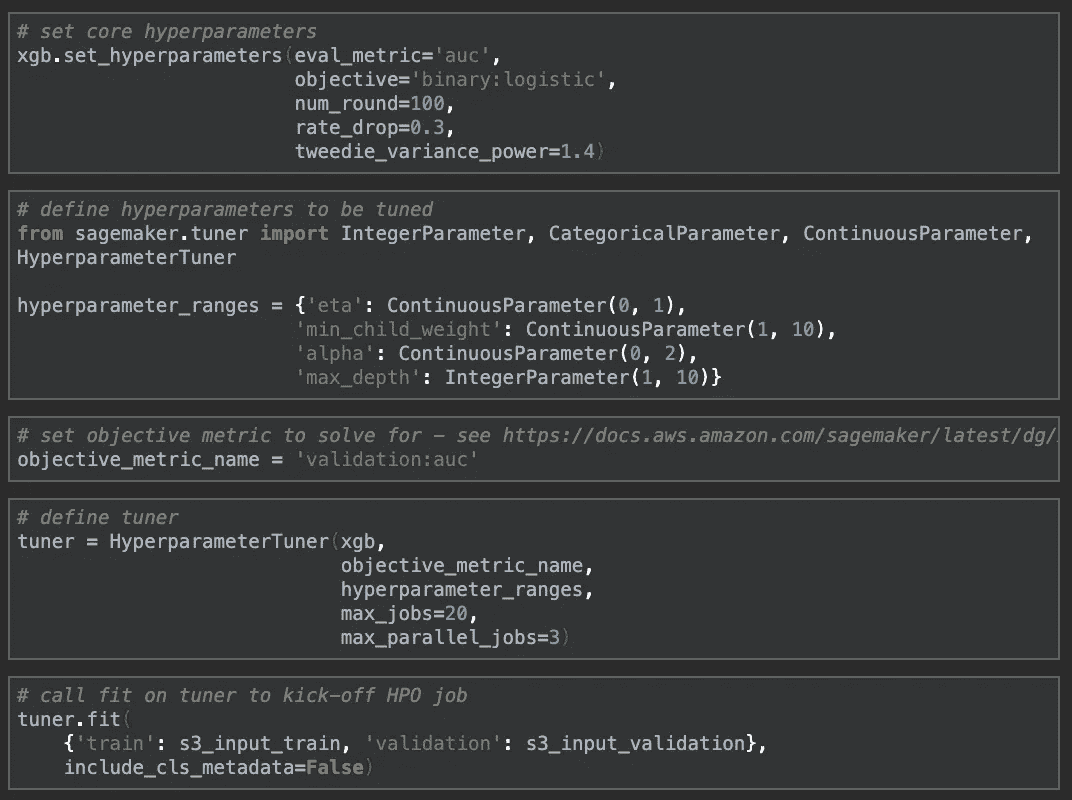 # set core hyperparameters
xgb.set_hyperparameters(eval_metric='auc',
                        objective='binary:logistic',
                        num_round=100,
                        rate_drop=0.3,
                        tweedie_variance_power=1.4)
# define hyperparameters to be tuned
from sagemaker.tuner import IntegerParameter, CategoricalParameter, ContinuousParameter,
HyperparameterTuner
hyperparameter_ranges = {'eta': ContinuousParameter(0, 1),
                        'min_child_weight': ContinuousParameter(1, 10),
                        'alpha': ContinuousParameter(0, 2),
                        'max_depth': IntegerParameter(1, 10)}
# set objective metric to solve for – see https://docs.aws.amazon.com/sagemaker/latest/dg/
objective_metric_name = 'validation:auc'
# define tuner
tuner = HyperparameterTuner(xgb,
                            objective_metric_name,
                            hyperparameter_ranges,
                            max_jobs=20,
                            max_parallel_jobs=3)
# call fit on tuner to kick-off HPO job
tuner.fit(
    {'train': s3_input_train, 'validation': s3_input_validation},
    include_cls_metadata=False)